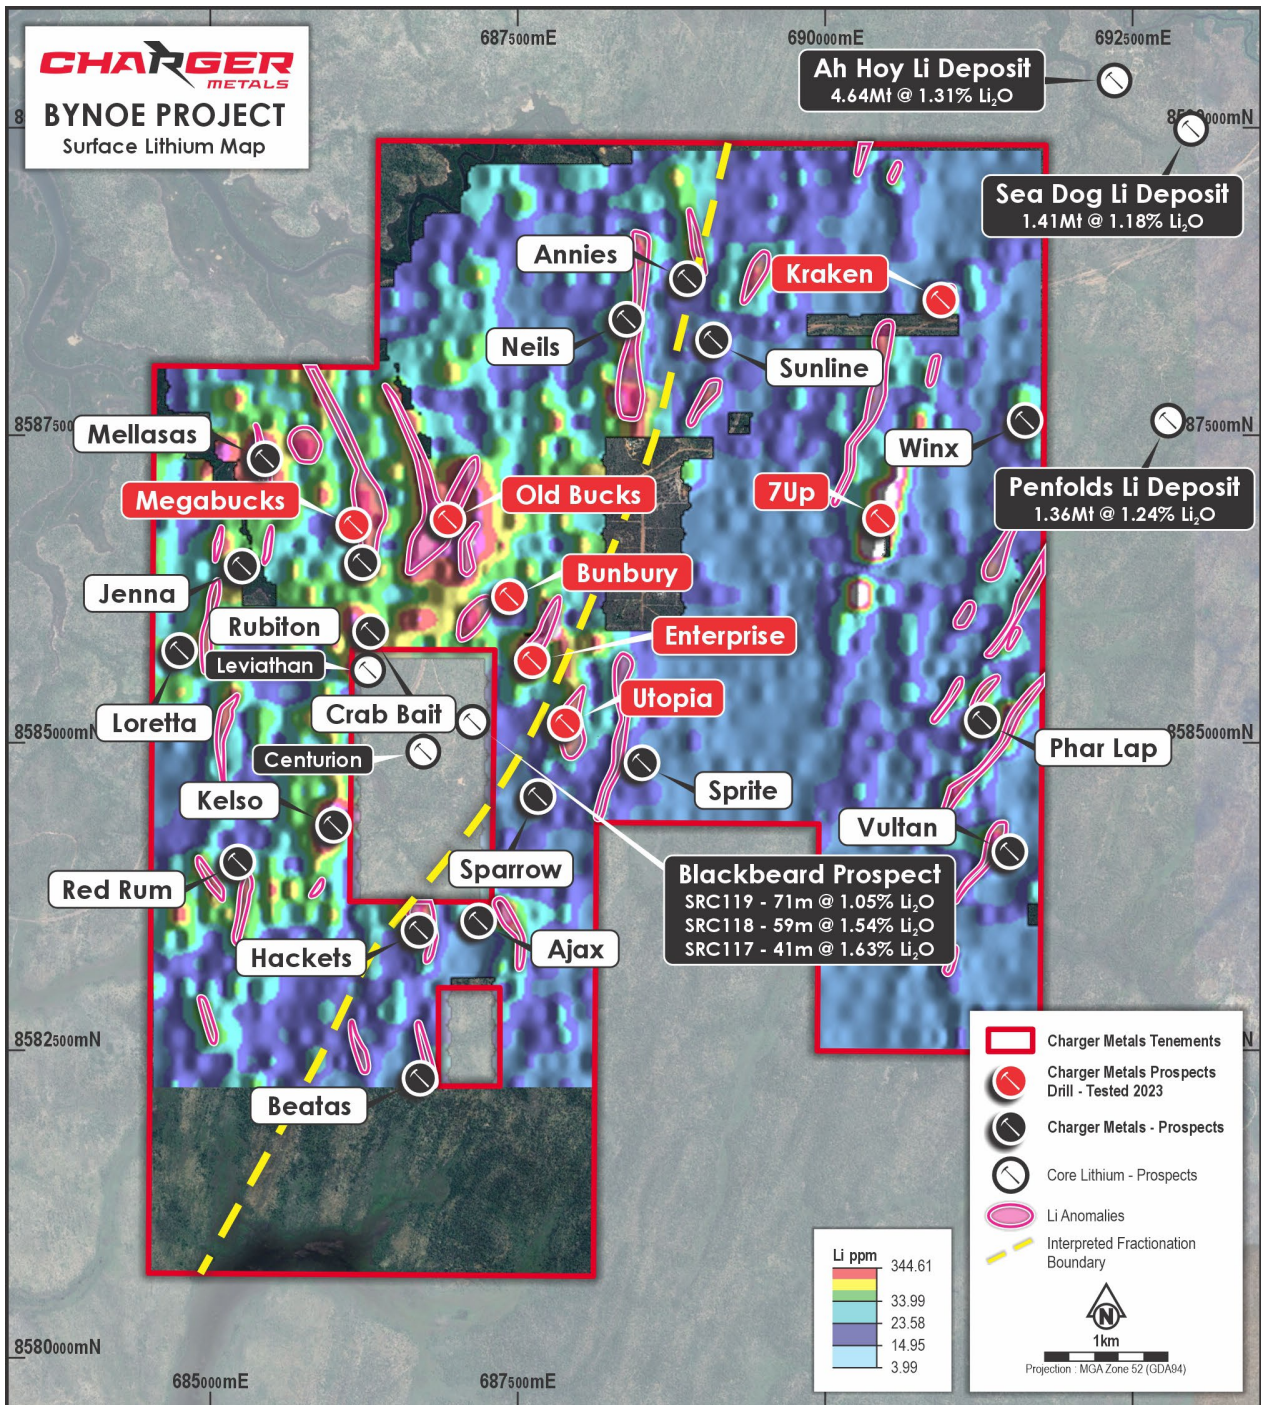 687500mE
690000mE
692500mE
CHARGER
METALS
BYNOE PROJECT
Surface Lithium Map
Ah Hoy Li Deposit
4.64Mt @ 1.31% Li₂O
000mN
Sea Dog Li Deposit
1.41Mt @ 1.18% Li₂O
Annies
Kraken
Neils
Sunline
8587500
Mellasas
Winx
87500mN
Megabucks
Old Bucks
7Up
Penfolds Li Deposit
1.36Mt @ 1.24% Li₂O
Jenna
Bunbury
Rubiton
Enterprise
Leviathan
Utopia
Loretta
Crab Bait
8585000mN
8585000mN
Centurion
Phar Lap
Kelso
Sprite
Vultan
Sparrow
Red Rum
Blackbeard Prospect
SRC119 - 71m @ 1.05% Li₂O
SRC118 - 59m @ 1.54% Li₂O
SRC117 - 41m @ 1.63% Li₂O
Hackets
Ajax
8582500mN
N
Beatas
Charger Metals Tenements
Charger Metals Prospects
Drill - Tested 2023
Charger Metals - Prospects
Core Lithium - Prospects
Li Anomalies
Interpreted Fractionation
Boundary
N
1km
Projection : MGA Zone 52 (GDA94)
Li ppm
344.61
33.99
23.58
14.95
3.99
8580000mN
685000mE
687500mE